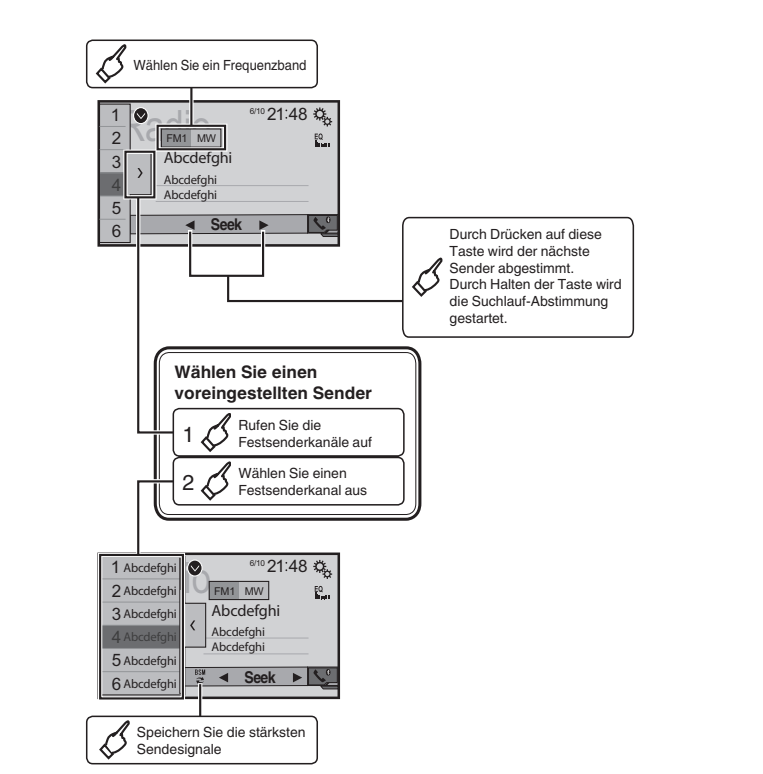 Wählen Sie ein Frequenzband
Radio
6/10 21:48
1
2
3
4
5
6
FM1 MW
EQ
Abcdefghi
Abcdefghi
Abcdefghi
◄ Seek ►
Durch Drücken auf diese
Taste wird der nächste
Sender abgestimmt.
Durch Halten der Taste wird
die Suchlauf-Abstimmung
gestartet.
Wählen Sie einen
voreingestellten Sender
1 Rufen Sie die
Festsenderkanäle auf
2 Wählen Sie einen
Festsenderkanal aus
1 Abcdefghi
2 Abcdefghi
3 Abcdefghi
4 Abcdefghi
5 Abcdefghi
6 Abcdefghi
6/10 21:48
FM1 MW
EQ
Abcdefghi
Abcdefghi
Abcdefghi
BSM
◄ Seek ►
Speichern Sie die stärksten
Sendesignale